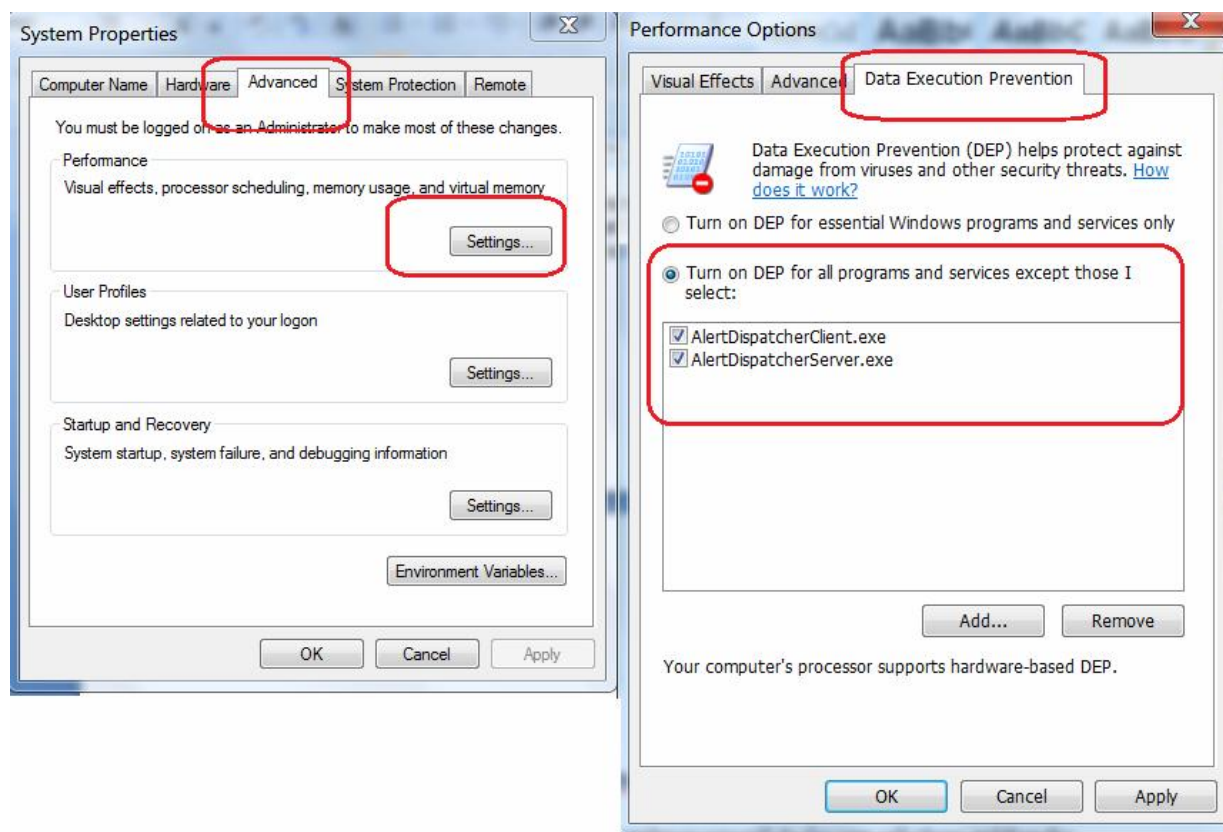 System Properties
Computer Name
Hardware
Advanced
System Protection
Remote
You must be logged on as an Administrator to make most of these changes.
Performance
Visual effects, processor scheduling, memory usage, and virtual memory
Settings...
User Profiles
Desktop settings related to your logon
Settings...
Startup and Recovery
System startup, system failure, and debugging information
Settings...
Environment Variables...
OK
Cancel
Apply
Performance Options
Visual Effects
Advanced
Data Execution Prevention
Data Execution Prevention (DEP) helps protect against
damage from viruses and other security threats. How
does it work?
Turn on DEP for essential Windows programs and services only
Turn on DEP for all programs and services except those I
select:
AlertDispatcherClient.exe
AlertDispatcherServer.exe
Add...
Remove
Your computer's processor supports hardware-based DEP.
OK
Cancel
Apply